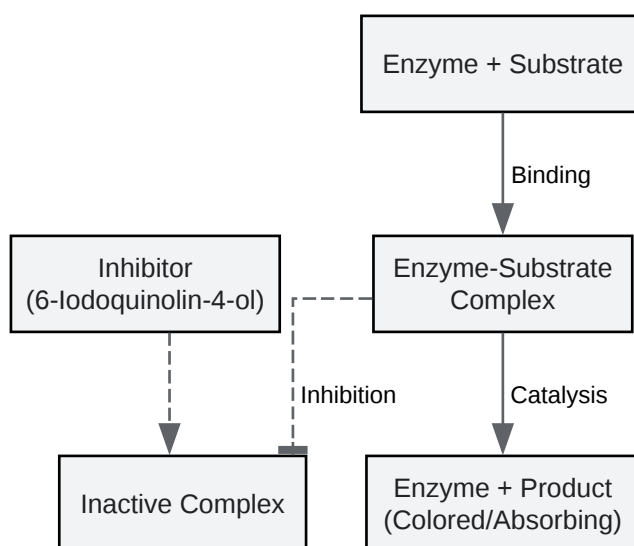 Enzyme + Substrate
Binding
Inhibitor
(6-Iodoquinolin-4-ol)
Enzyme-Substrate
Complex
Inhibition
Catalysis
Inactive Complex
Enzyme + Product
(Colored/Absorbing)